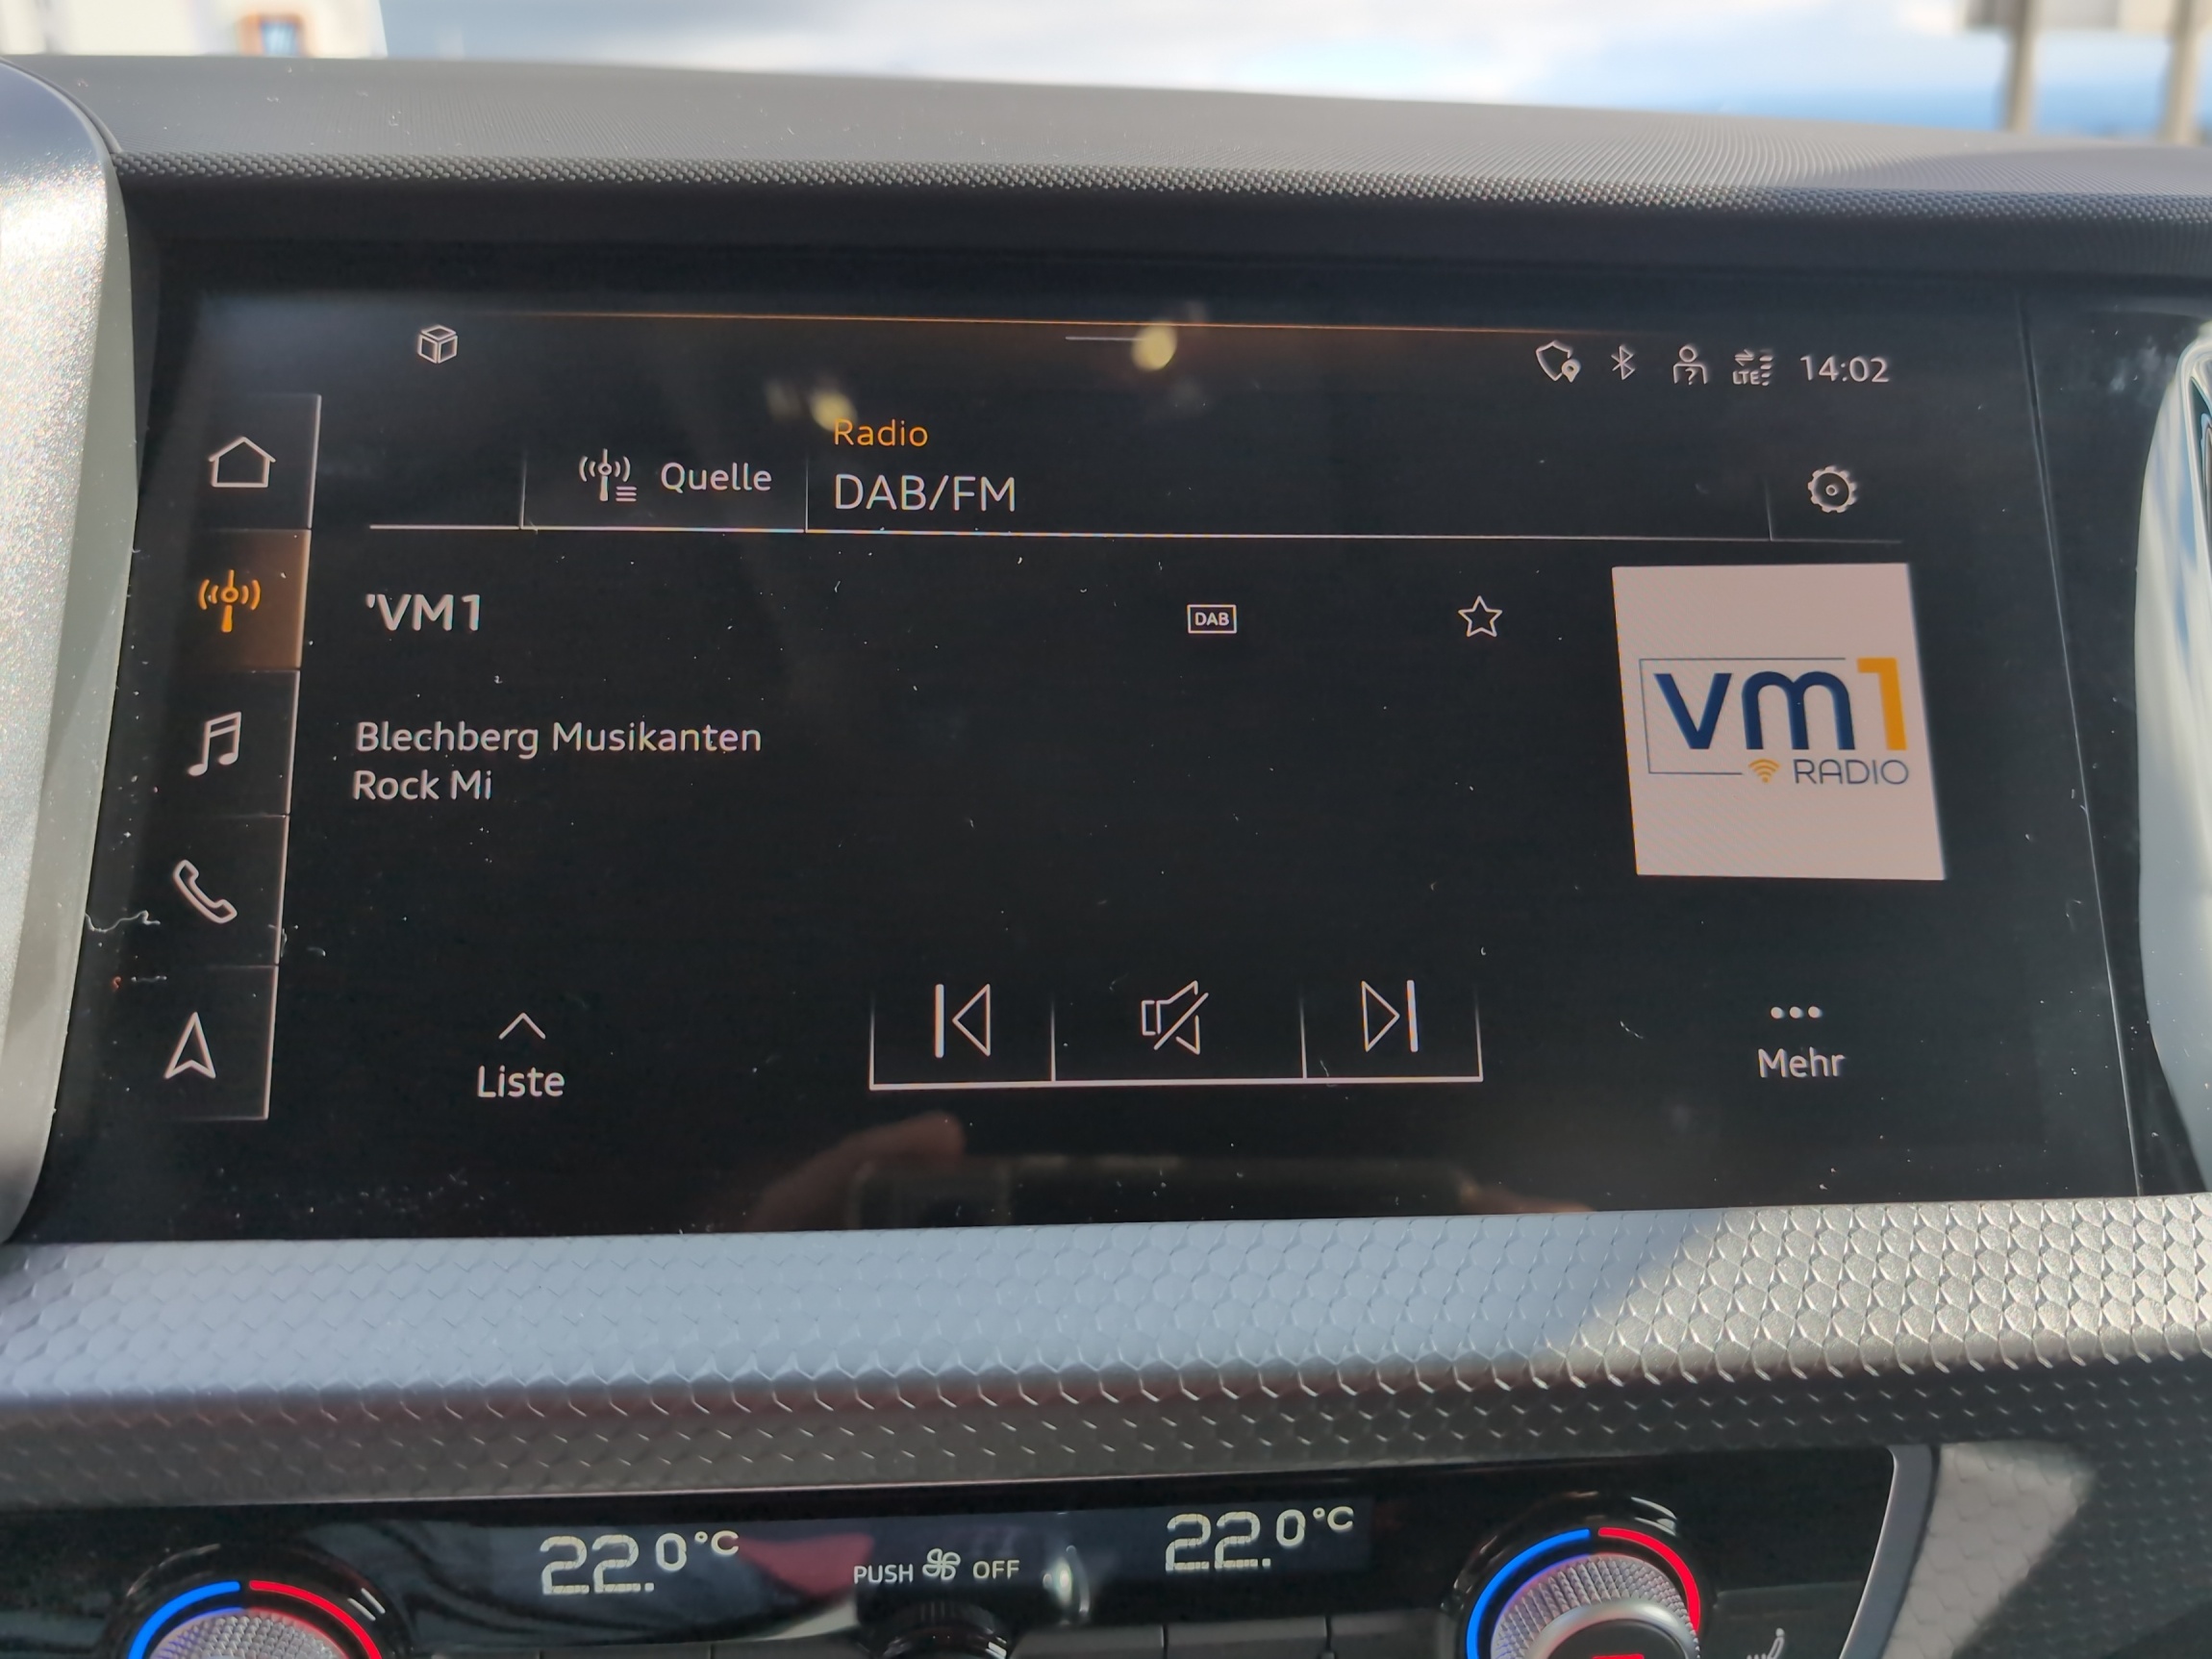 LTE
14:02
Quelle
Radio
DAB/FM
'VM1
DAB
vm1
RADIO
Blechberg Musikanten
Rock Mi
Liste
Mehr
22.0°C
PUSH OFF
22.0°C